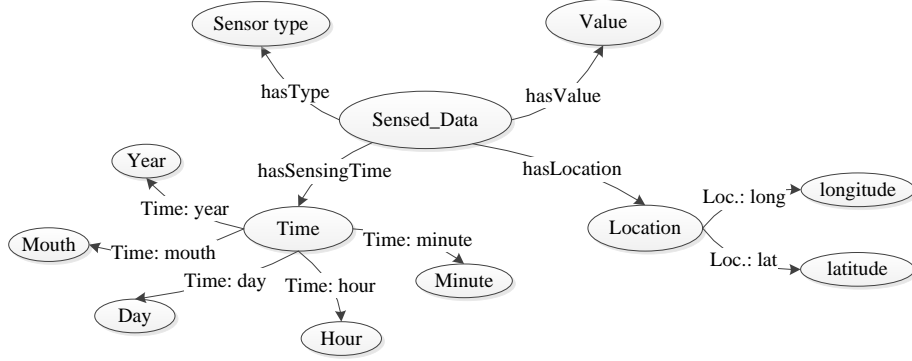 Sensor type
Value
hasType
hasValue
Sensed_Data
Year
hasSensingTime
hasLocation
longitude
Loc.: long
Time: year
Time
Location
Mouth
Time: mouth
Time: minute
Loc.: lat
latitude
Time: day
Time: hour
Minute
Day
Hour